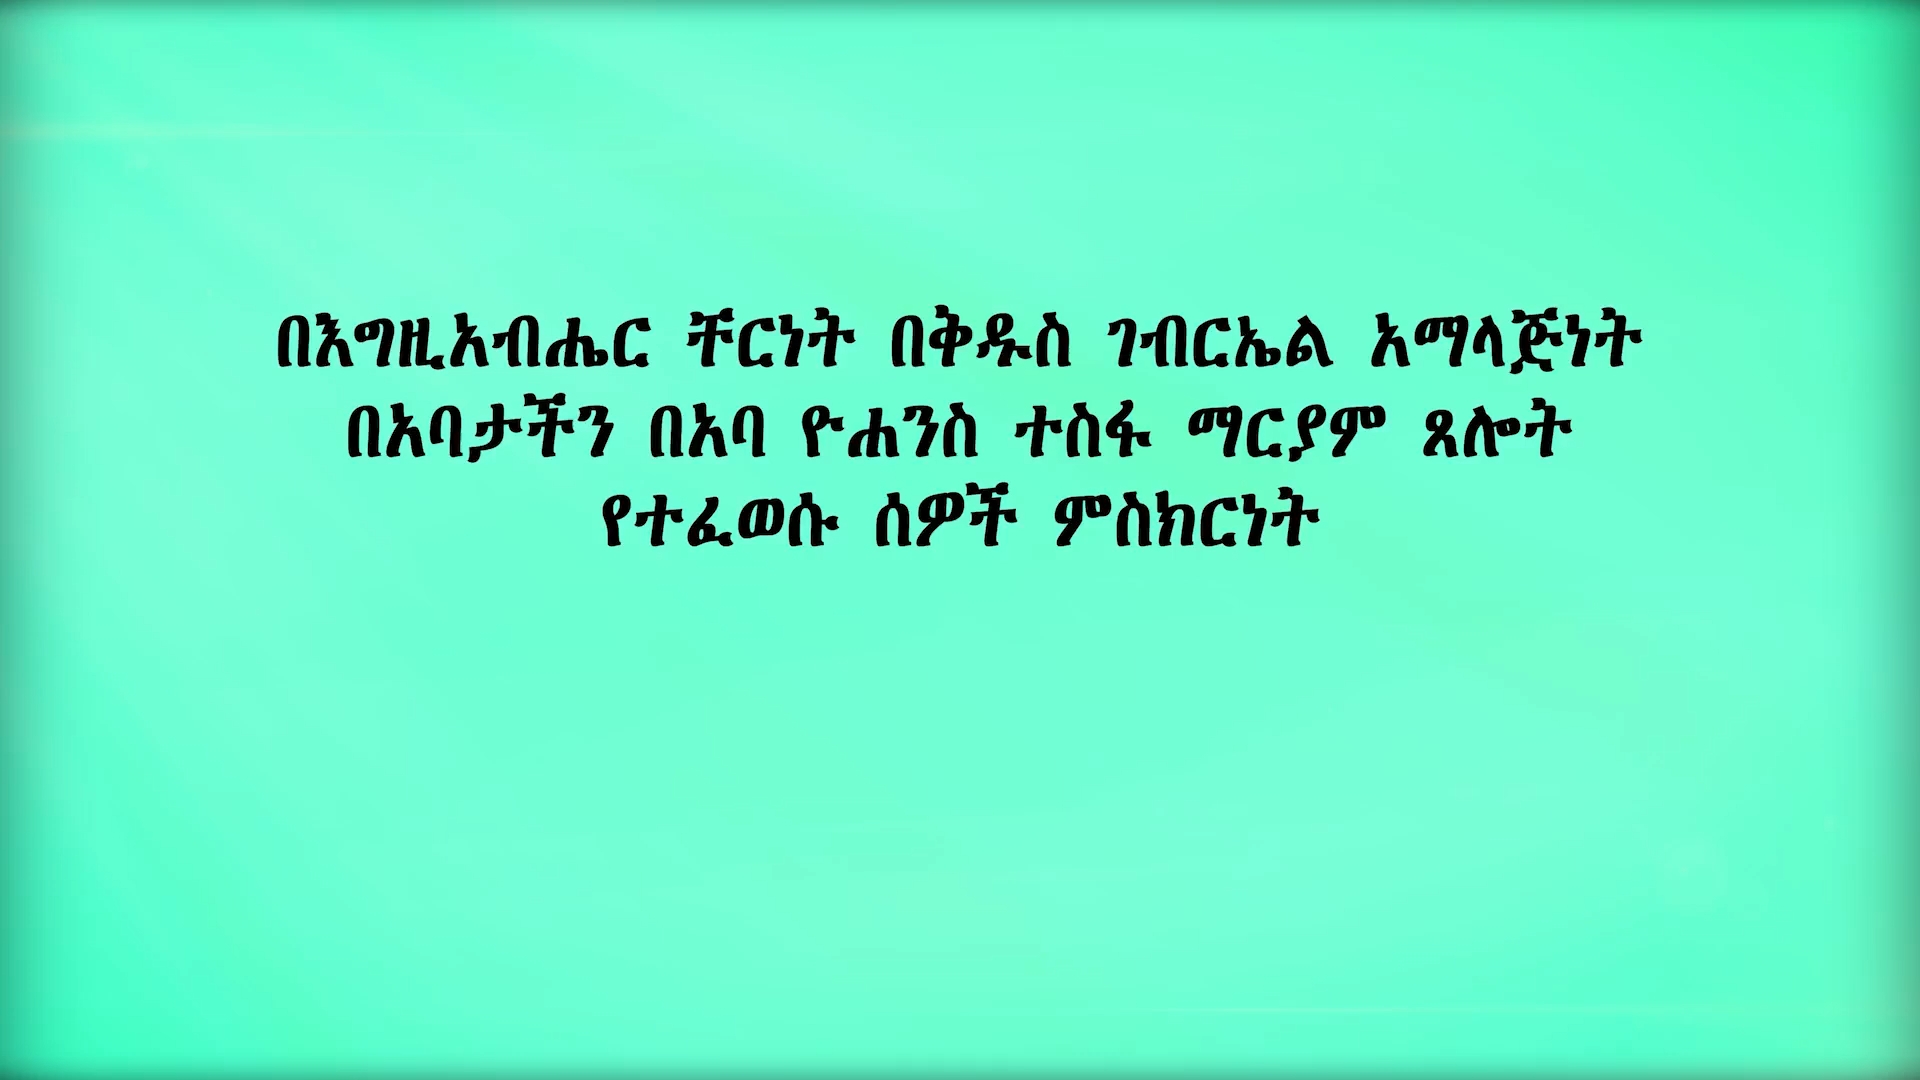 በእግዚአብሔር ቸርነት በቅዱስ ገብርኤል አማላጅነት
በአባታችን በአባ ዮሐንስ ተስፋ ማርያም ጸሎት
የተፈወሱ ሰዎች ምስክርነት